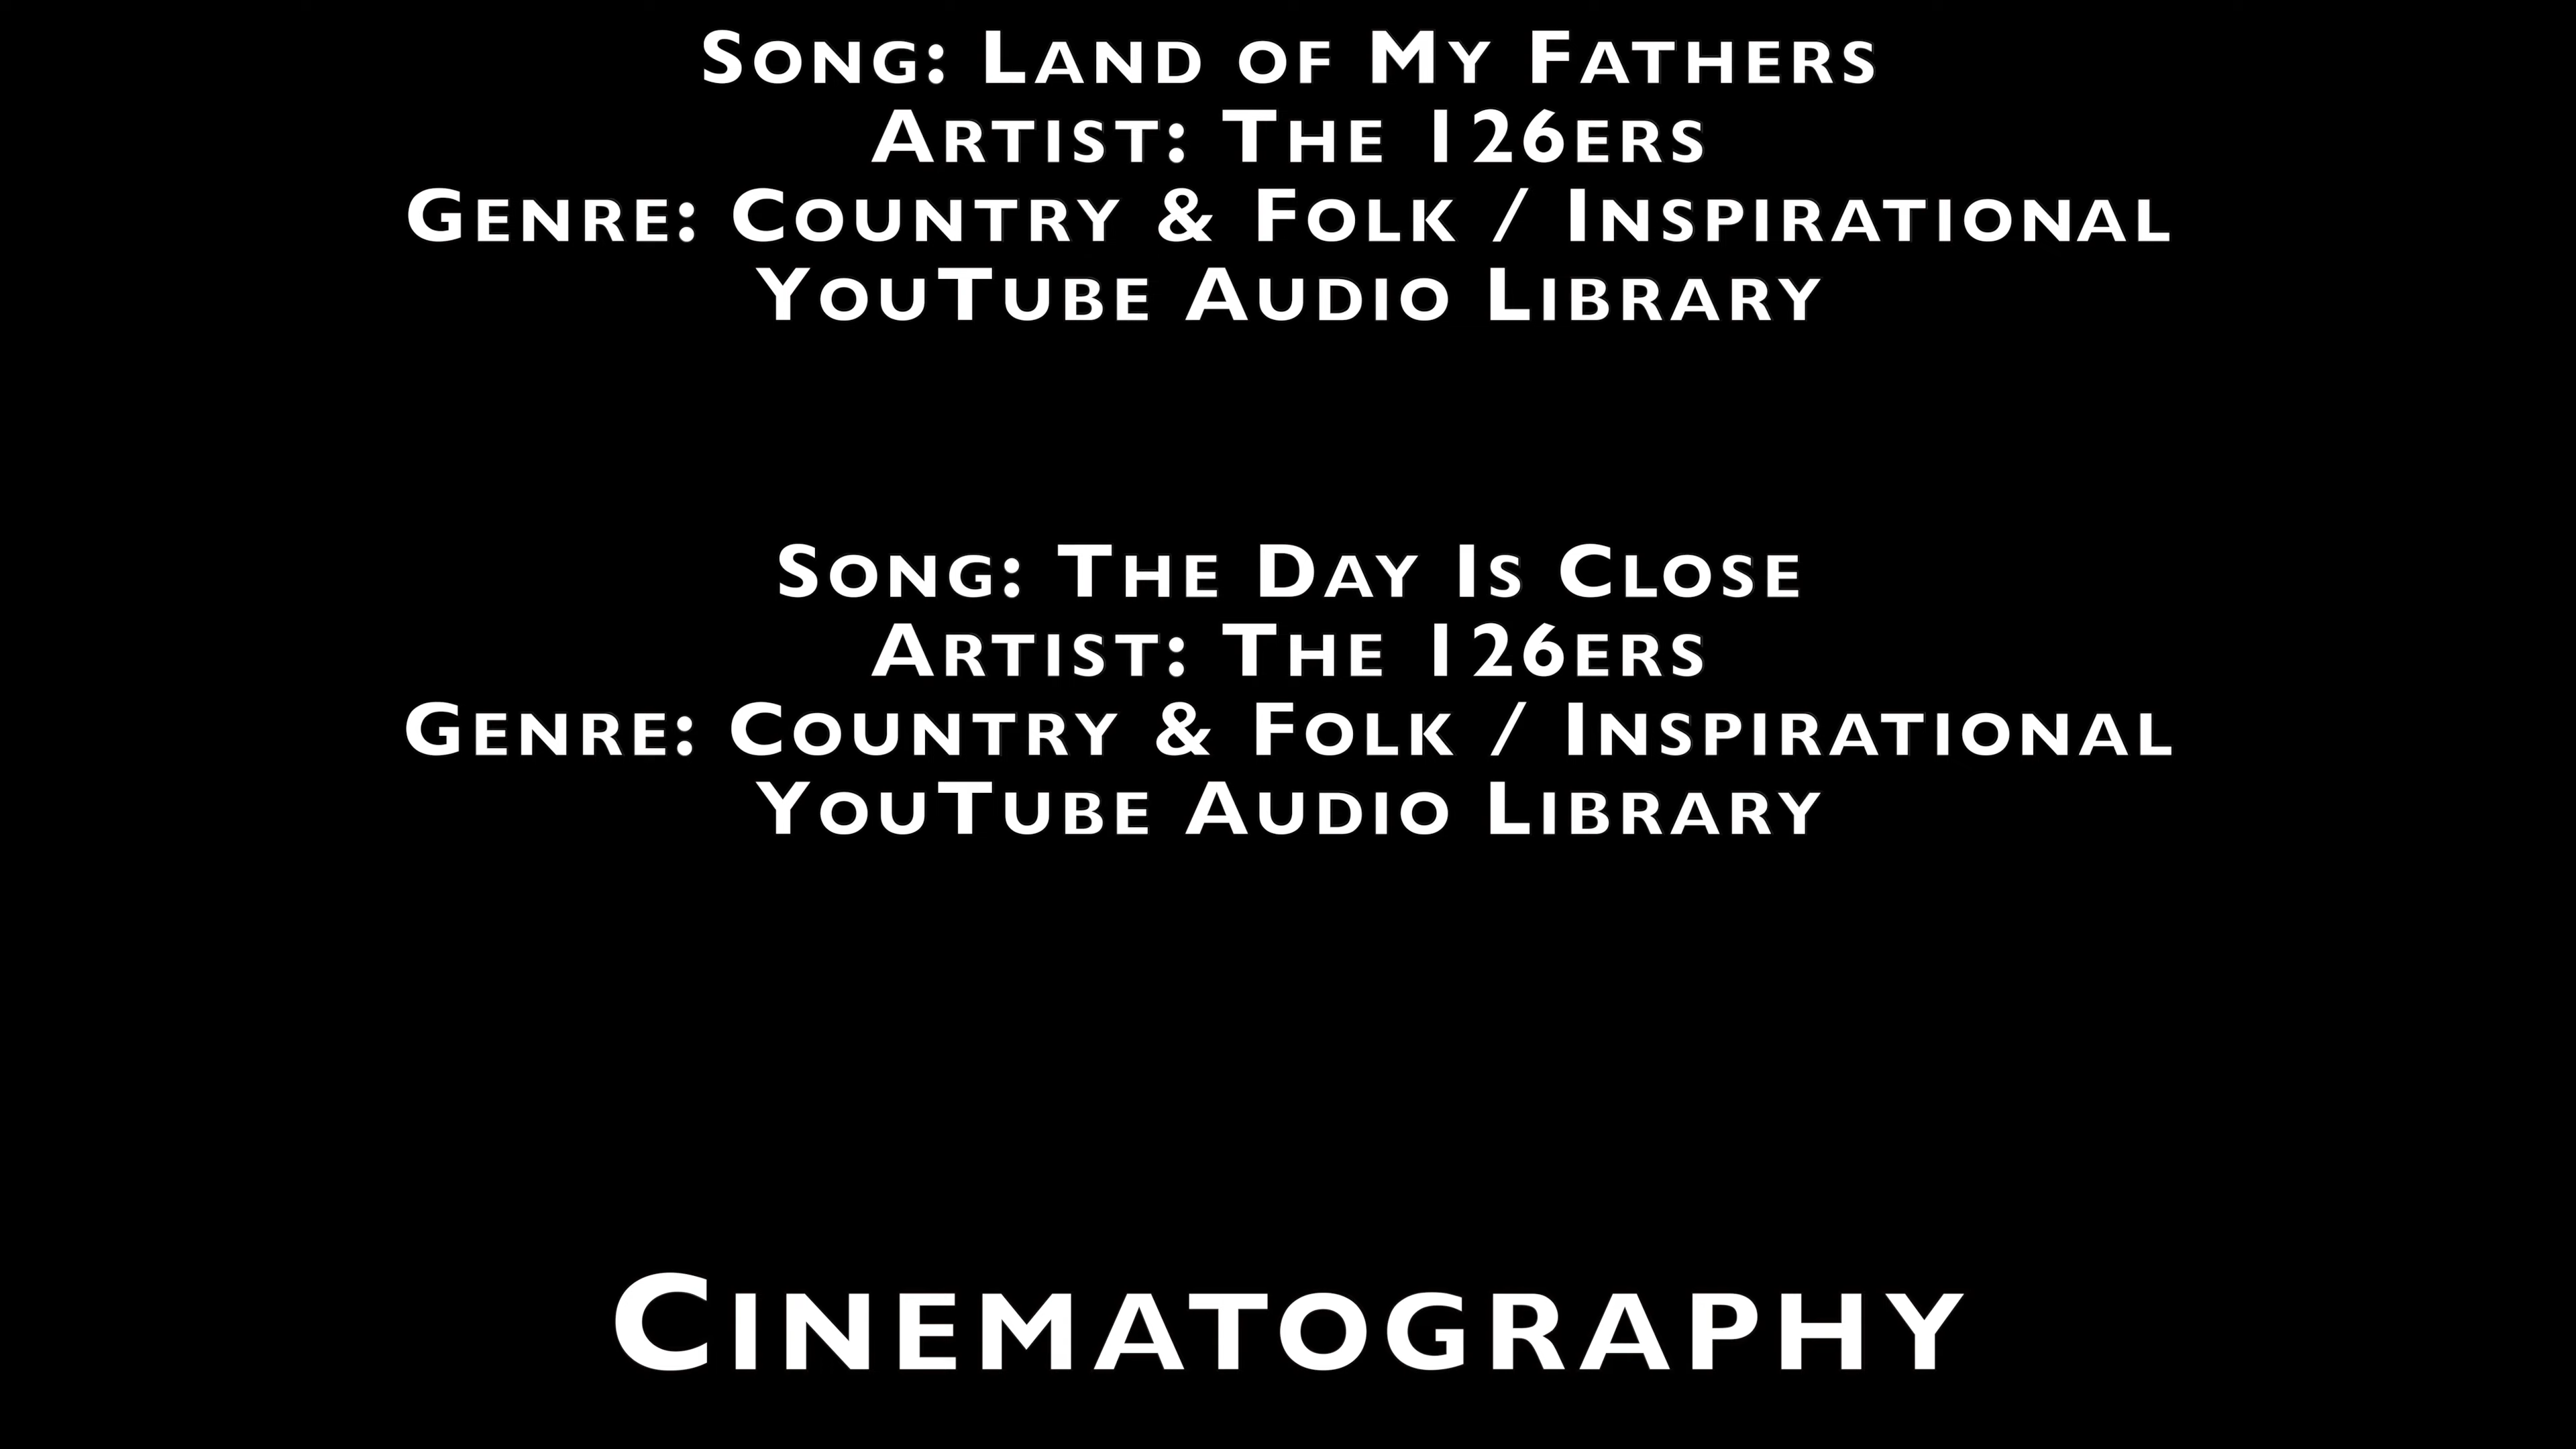 Song: Land of My Fathers
Artist: The 126ers
Genre: Country & Folk / Inspirational
YouTube Audio Library
Song: The Day Is Close
Artist: The 126ers
Genre: Country & Folk / Inspirational
YouTube Audio Library
Cinematography